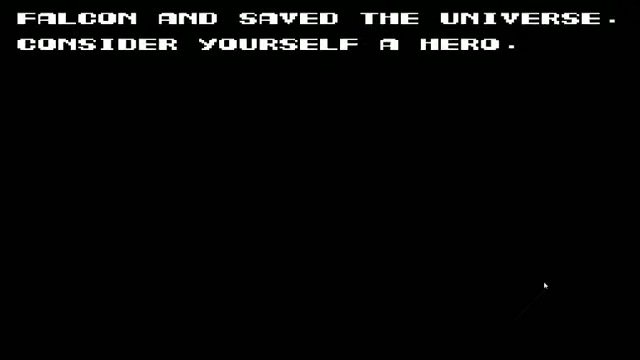 FALCON AND SAVED THE UNIVERSE.
CONSIDER YOURSELF A HERO.